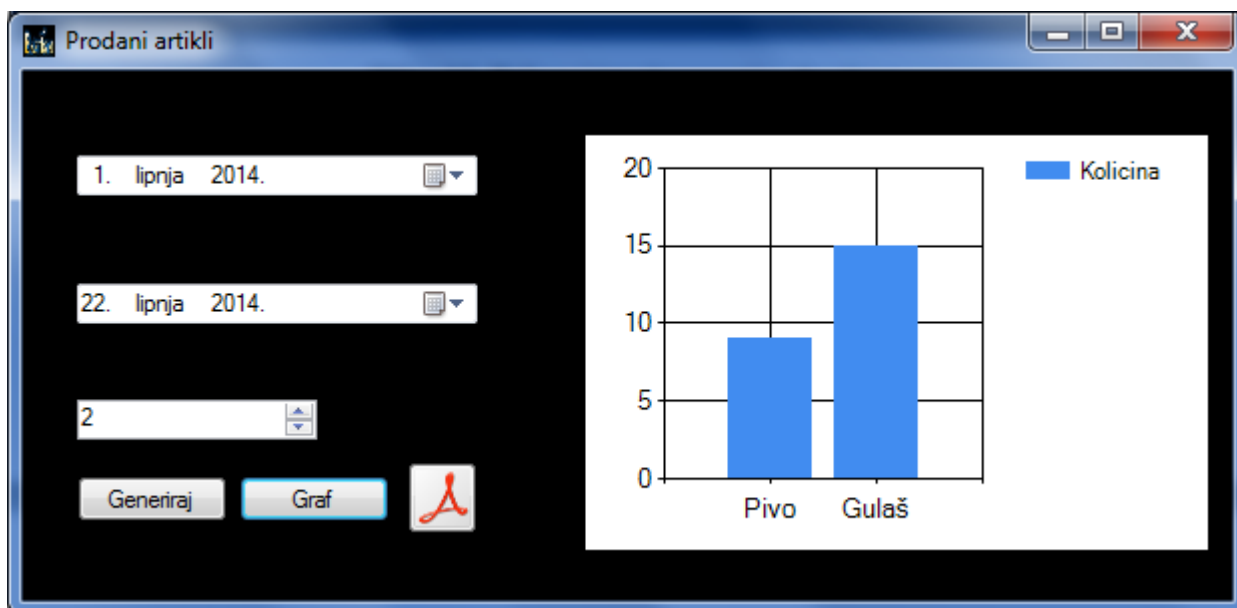 Prodani artikli
1. lipnja 2014.
22. lipnja 2014.
2
Generiraj
Graf
20
15
10
5
0
Pivo Gulaš
Kolicina